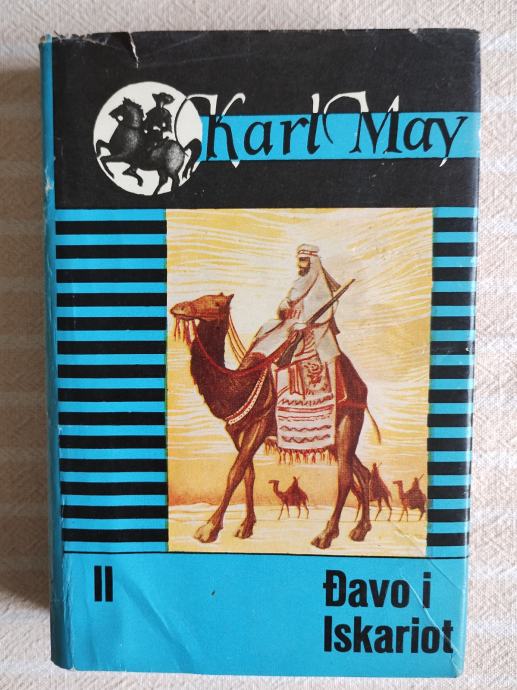 Karl May
II
Đavo i
Iskariot